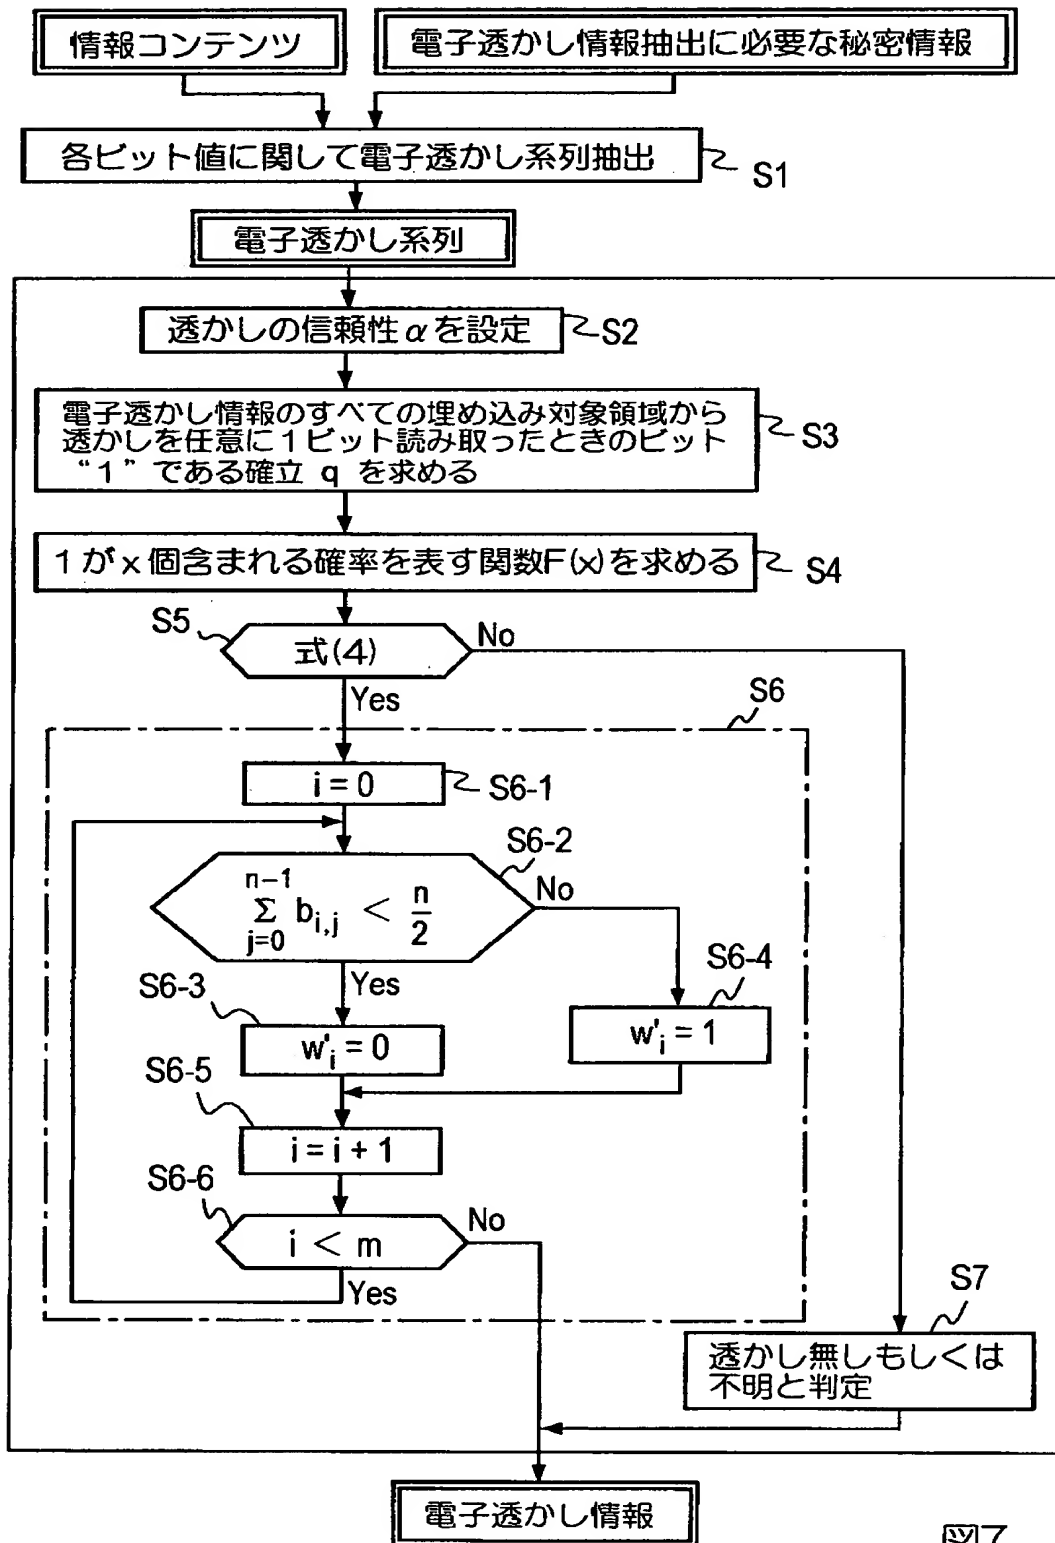 情報コンテンツ
電子透かし情報抽出に必要な秘密情報
各ビット値に関して電子透かし系列抽出
S1
電子透かし系列
透かしの信頼性αを設定
S2
電子透かし情報のすべての埋め込み対象領域から
透かしを任意に1ビット読み取ったときのビット
“1”である確立 q を求める
S3
1がx個含まれる確率を表す関数F(x)を求める
S4
S5
式(4)
No
Yes
S6
i = 0
S6-1
S6-2
n−1
Σ b_{i,j} < n/2
j=0
No
Yes
S6-3
S6-4
w'_i = 0
w'_i = 1
S6-5
i = i + 1
S6-6
i < m
No
Yes
S7
透かし無しもしくは
不明と判定
電子透かし情報
図7